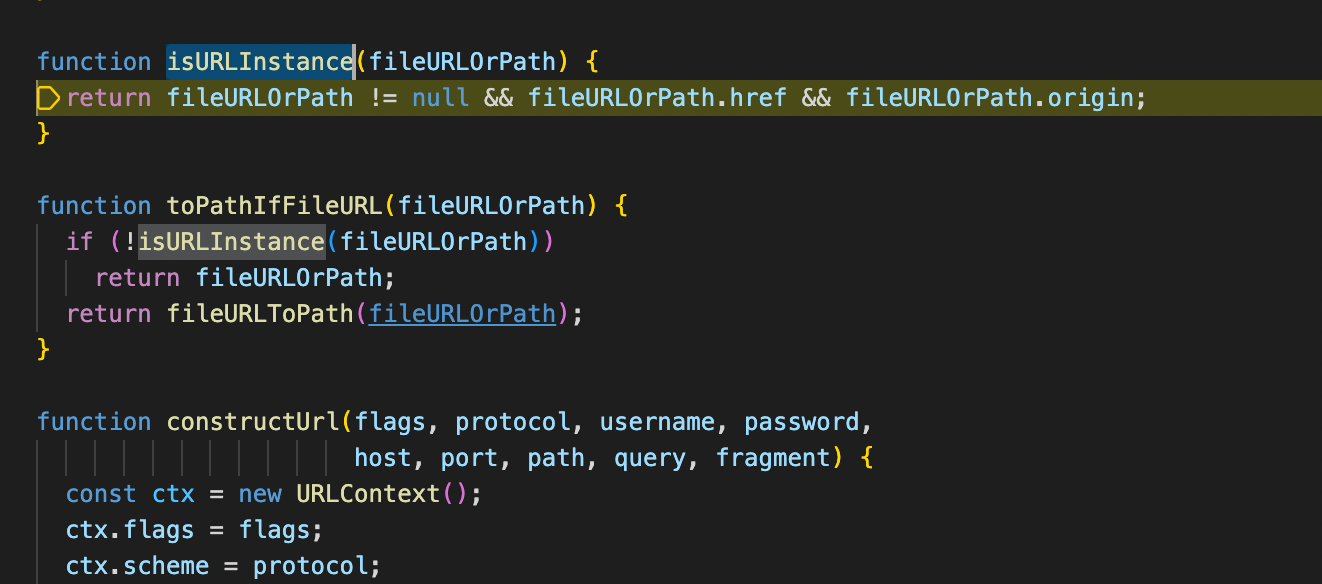 function isURLInstance(fileURLOrPath) {
return fileURLOrPath != null && fileURLOrPath.href && fileURLOrPath.origin;
}
function toPathIfFileURL(fileURLOrPath) {
if (!isURLInstance(fileURLOrPath))
return fileURLOrPath;
return fileURLToPath(fileURLOrPath);
}
function constructUrl(flags, protocol, username, password,
host, port, path, query, fragment) {
const ctx = new URLContext();
ctx.flags = flags;
ctx.scheme = protocol;